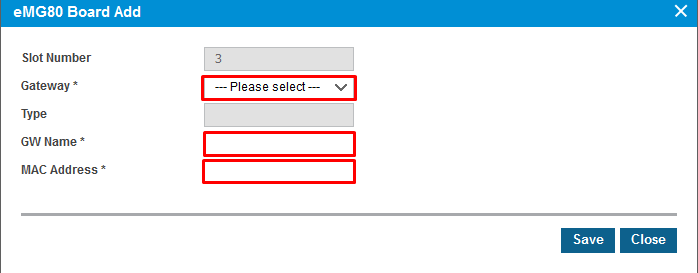 eMG80 Board Add
Slot Number 3
Gateway * --- Please select ---
Type
GW Name *
MAC Address *
Save Close